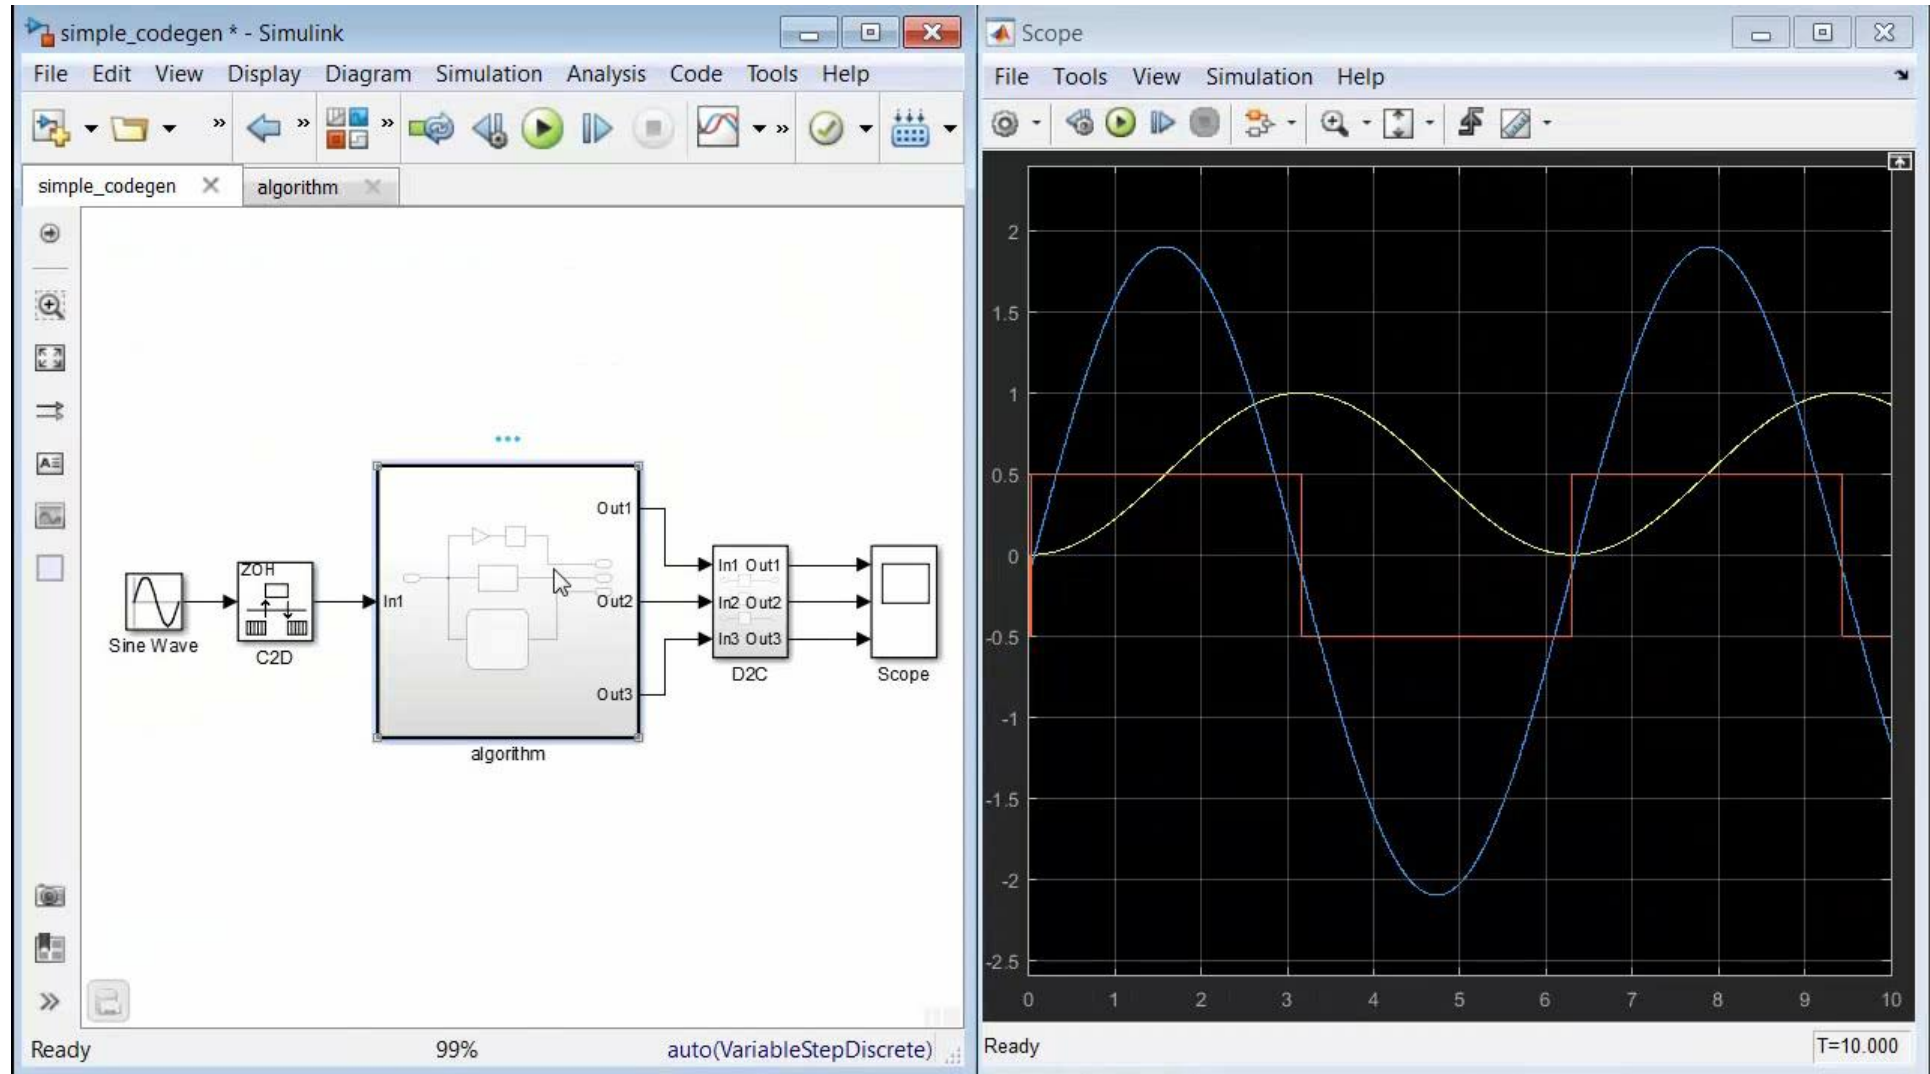 simple_codegen * - Simulink
File Edit View Display Diagram Simulation Analysis Code Tools Help
simple_codegen
algorithm
Sine Wave
ZOH
C2D
In1
Out1
Out2
Out3
algorithm
In1 Out1
In2 Out2
In3 Out3
D2C
Scope
Ready
99%
auto(VariableStepDiscrete)
Scope
File Tools View Simulation Help
2
1.5
1
0.5
0
-0.5
-1
-1.5
-2
-2.5
0 1 2 3 4 5 6 7 8 9 10
Ready
T=10.000